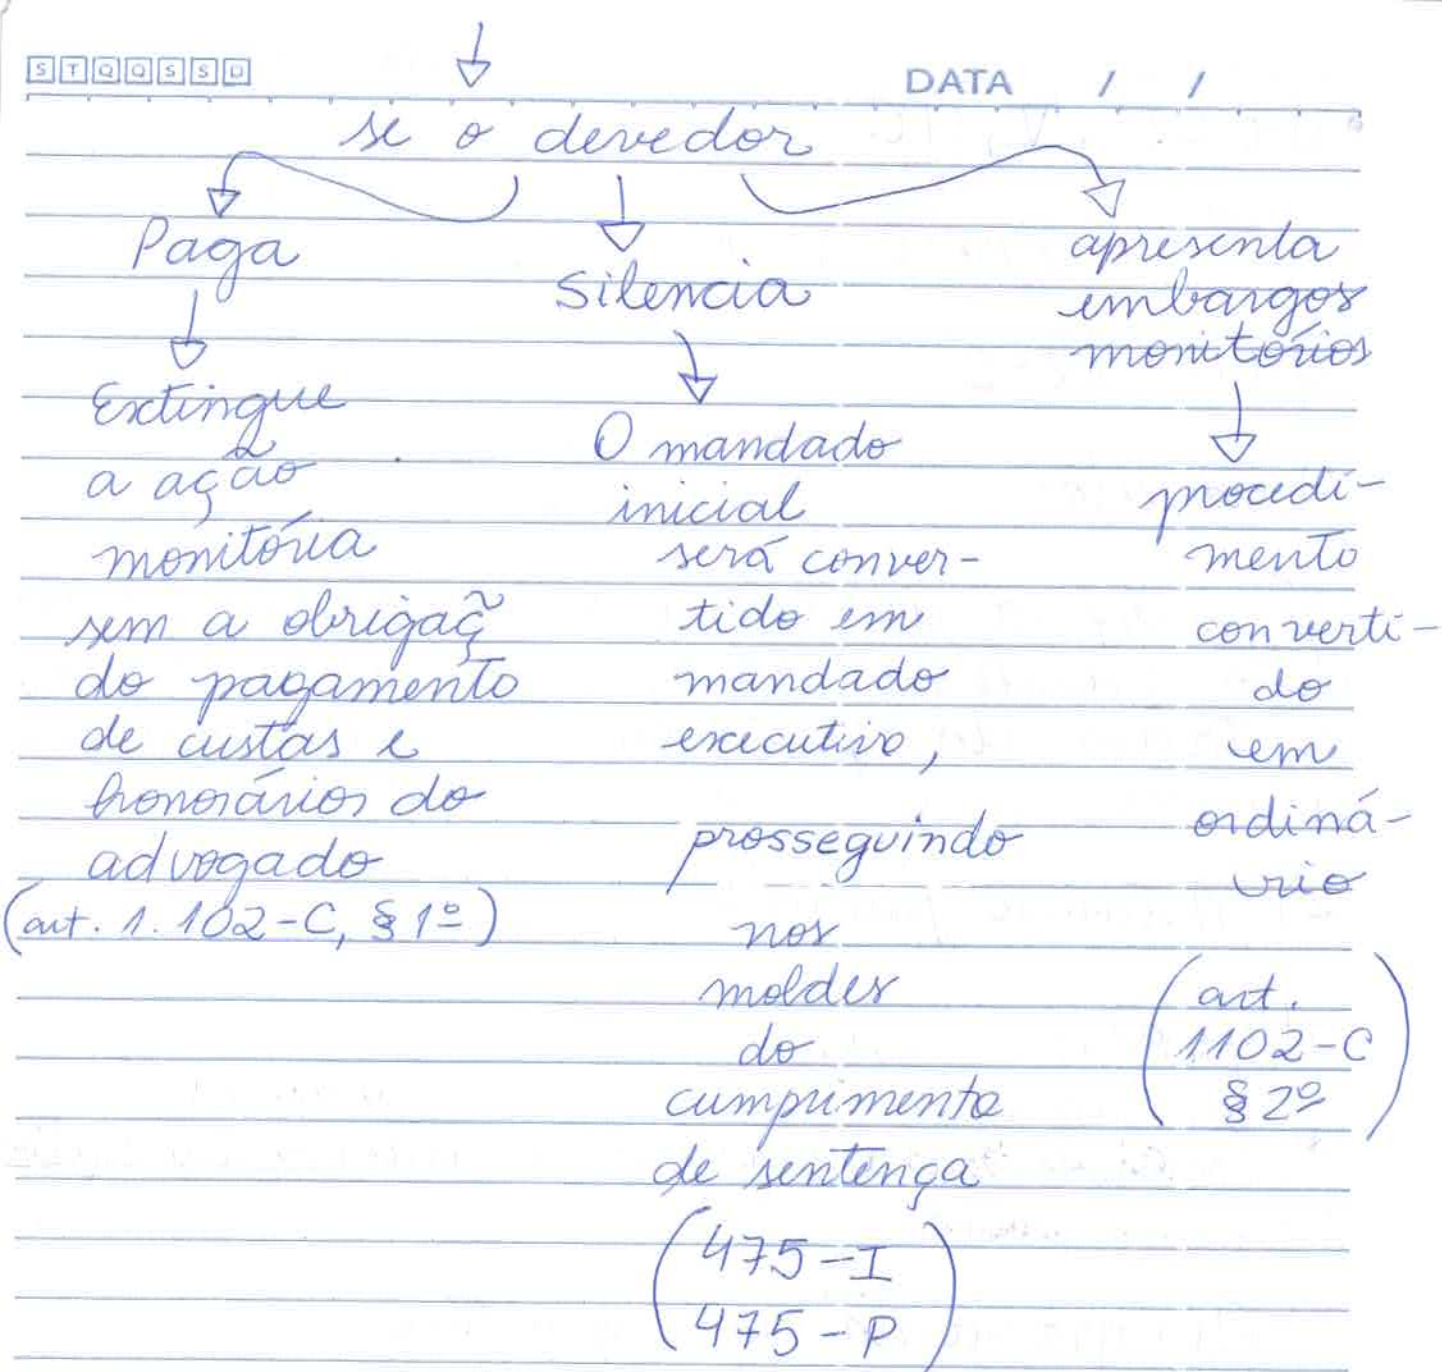 S T Q Q S S D
DATA / /
se o devedor
Paga
Extingue
a ação
monitória
sem a obrigaç̃
do pagamento
de custas e
honorários do
advogado
(art. 1.102-C, § 1º)
Silencia
O mandado
inicial
será conver-
tido em
mandado
executivo,
prosseguindo
nos
moldes
do
cumprimento
de sentença
(475-I
475-P)
apresenta
embargos
monitórios
procedi-
mento
converti-
do
em
ordiná-
rio
(art.
1102-C
§ 2º)